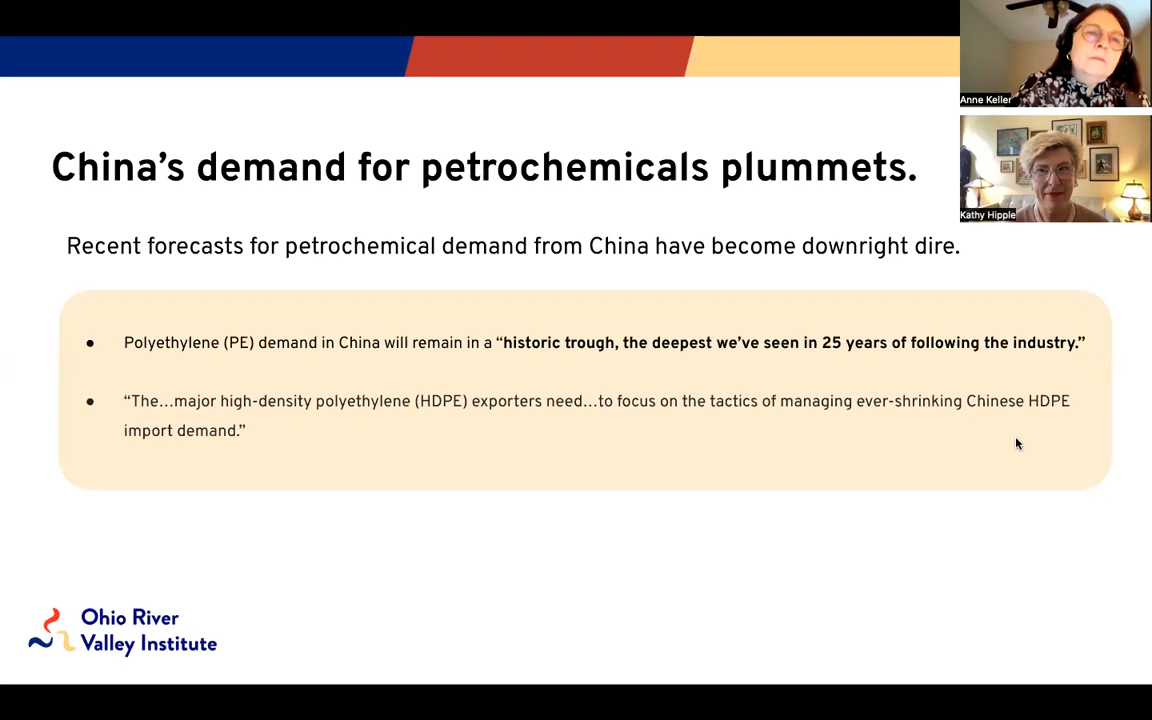 China's demand for petrochemicals plummets.
Recent forecasts for petrochemical demand from China have become downright dire.
● Polyethylene (PE) demand in China will remain in a “historic trough, the deepest we’ve seen in 25 years of following the industry.”
● “The…major high-density polyethylene (HDPE) exporters need…to focus on the tactics of managing ever-shrinking Chinese HDPE
import demand.”
Ohio River
Valley Institute
Anne Keller
Kathy Hipple